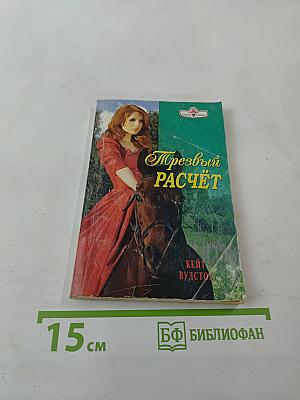 Трезвый
РАСЧЁТ
КЕЙТ
ВУДСТОК
15 см
БФ БИБЛИОФАН